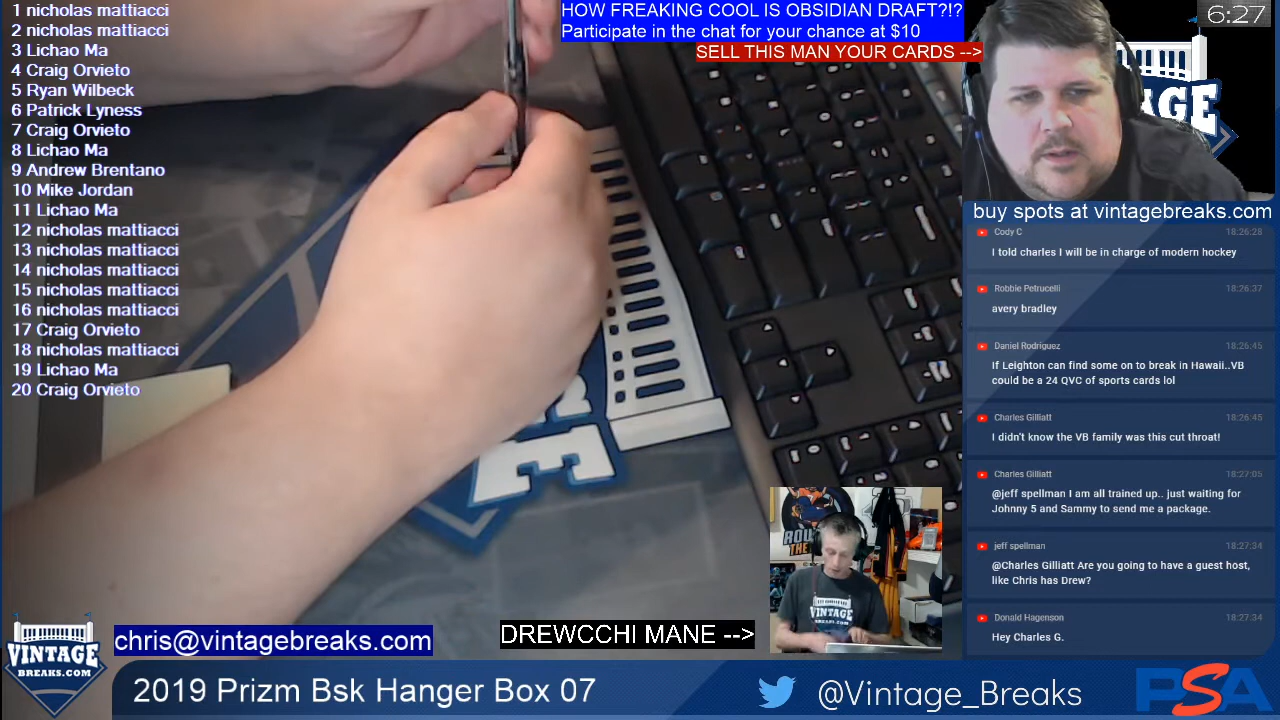 1 nicholas mattiacci
2 nicholas mattiacci
3 Lichao Ma
4 Craig Orvieto
5 Ryan Wilbeck
6 Patrick Lyness
7 Craig Orvieto
8 Lichao Ma
9 Andrew Brentano
10 Mike Jordan
11 Lichao Ma
12 nicholas mattiacci
13 nicholas mattiacci
14 nicholas mattiacci
15 nicholas mattiacci
16 nicholas mattiacci
17 Craig Orvieto
18 nicholas mattiacci
19 Lichao Ma
20 Craig Orvieto
HOW FREAKING COOL IS OBSIDIAN DRAFT?!?
Participate in the chat for your chance at $10
SELL THIS MAN YOUR CARDS -->
6:27
buy spots at vintagebreaks.com
Cody C 18:26:28
I told charles I will be in charge of modern hockey
Robbie Petrucelli 18:26:37
avery bradley
Daniel Rodriguez 18:26:45
If Leighton can find some on to break in Hawaii..VB
could be a 24 QVC of sports cards lol
Charles Gilliatt 18:26:45
I didn't know the VB family was this cut throat!
Charles Gilliatt 18:27:05
@jeff spellman I am all trained up.. just waiting for
Johnny 5 and Sammy to send me a package.
jeff spellman 18:27:34
@Charles Gilliatt Are you going to have a guest host,
like Chris has Drew?
Donald Hagenson 18:27:34
Hey Charles G.
VINTAGE
DREWCCHI MANE -->
chris@vintagebreaks.com
VINTAGE
BREAKS.COM
2019 Prizm Bsk Hanger Box 07
@Vintage_Breaks
PSA